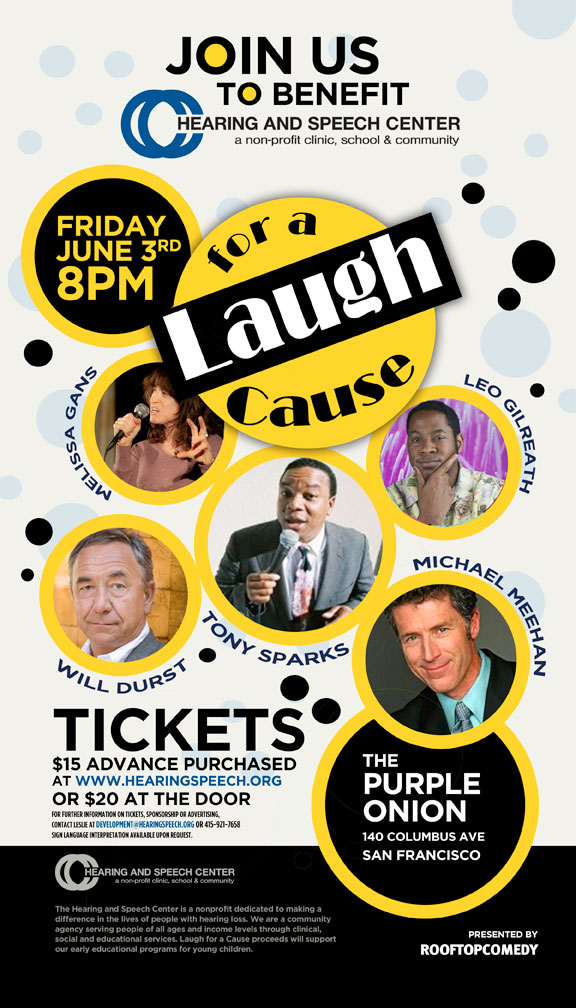 JOIN US
TO BENEFIT
HEARING AND SPEECH CENTER
a non-profit clinic, school & community
FRIDAY
JUNE 3RD
8PM
for a
Laugh
Cause
MELISSA GANS
LEO GILREATH
WILL DURST
TONY SPARKS
MICHAEL MEEHAN
TICKETS
$15 ADVANCE PURCHASED
AT WWW.HEARINGSPEECH.ORG
OR $20 AT THE DOOR
FOR FURTHER INFORMATION ON TICKETS, SPONSORSHIP OR ADVERTISING,
CONTACT LESLIE AT DEVELOPMENT@HEARINGSPEECH.ORG OR 415-921-7658
SIGN LANGUAGE INTERPRETATION AVAILABLE UPON REQUEST.
THE
PURPLE
ONION
140 COLUMBUS AVE
SAN FRANCISCO
HEARING AND SPEECH CENTER
a non-profit clinic, school & community
The Hearing and Speech Center is a nonprofit dedicated to making a
difference in the lives of people with hearing loss. We are a community
agency serving people of all ages and income levels through clinical,
social and educational services. Laugh for a Cause proceeds will support
our early educational programs for young children.
PRESENTED BY
ROOFTOPCOMEDY